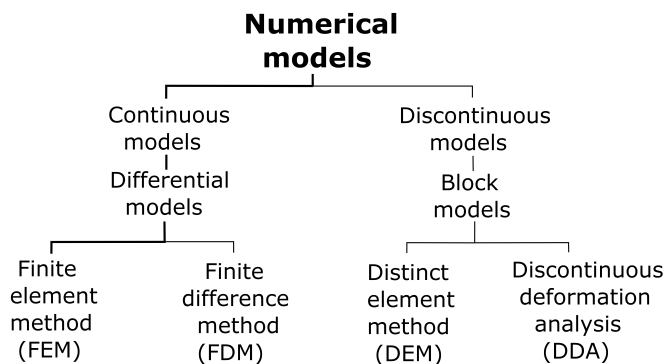 Numerical
models
Continuous
models
Discontinuous
models
Differential
models
Block
models
Finite
element
method
(FEM)
Finite
difference
method
(FDM)
Distinct
element
method
(DEM)
Discontinuous
deformation
analysis
(DDA)